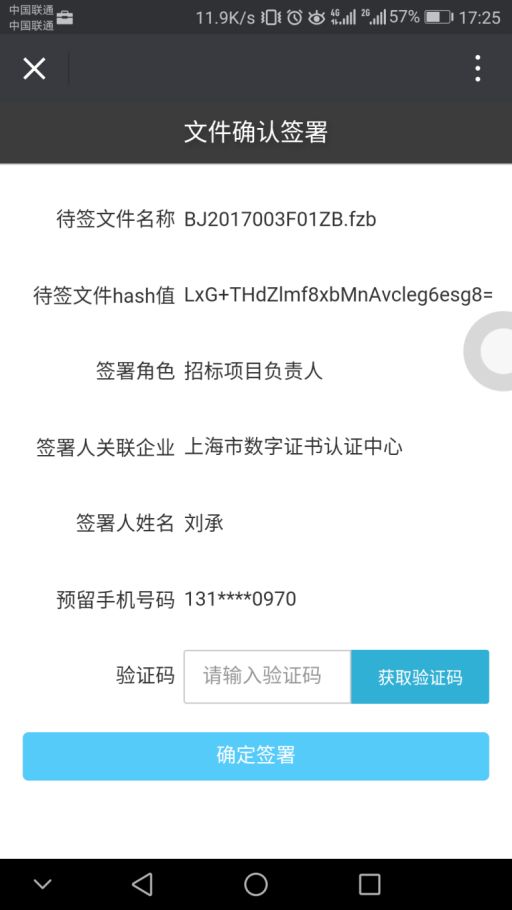 中国联通
中国联通
11.9K/s 4G 2G 57% 17:25
文件确认签署
待签文件名称 BJ2017003F01ZB.fzb
待签文件hash值 LxG+THdZlmf8xbMnAvcleg6esg8=
签署角色 招标项目负责人
签署人关联企业 上海市数字证书认证中心
签署人姓名 刘承
预留手机号码 131****0970
验证码 请输入验证码 获取验证码
确定签署